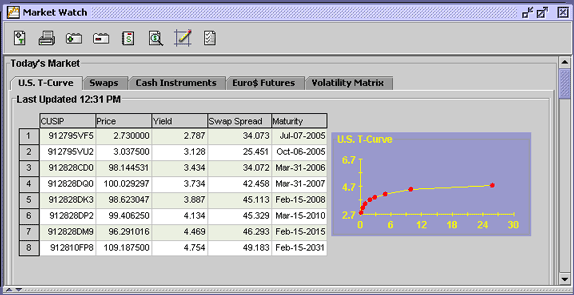 Market Watch
Today's Market
U.S. T-Curve Swaps Cash Instruments Euro$ Futures Volatility Matrix
Last Updated 12:31 PM
CUSIP Price Yield Swap Spread Maturity
1 912795VF5 2.730000 2.787 34.073 Jul-07-2005
2 912795VU2 3.037500 3.128 25.451 Oct-06-2005
3 912828CD0 98.144531 3.434 34.072 Mar-31-2006
4 912828DQ0 100.029297 3.734 42.458 Mar-31-2007
5 912828DK3 98.623047 3.887 45.113 Feb-15-2008
6 912828DP2 99.406250 4.134 45.329 Mar-15-2010
7 912828DM9 96.291016 4.469 46.293 Feb-15-2015
8 912810FP8 109.187500 4.754 49.183 Feb-15-2031
U.S. T-Curve
6.7
4.7
2.7
0 6 12 18 24 30